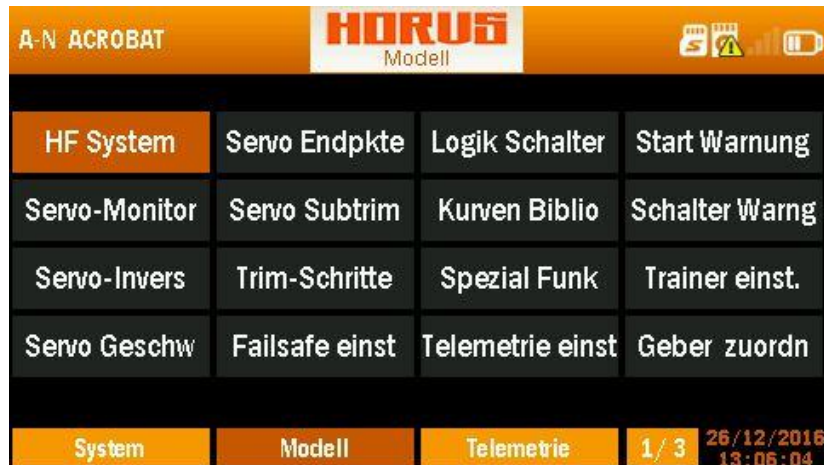 A-N ACROBAT
HORUS
Modell
HF System Servo Endpkte Logik Schalter Start Warnung
Servo-Monitor Servo Subtrim Kurven Biblio Schalter Warng
Servo-Invers Trim-Schritte Spezial Funk Trainer einst.
Servo Geschw Failsafe einst Telemetrie einst Geber zuordn
System Modell Telemetrie 1/3 26/12/2016
13:06:04